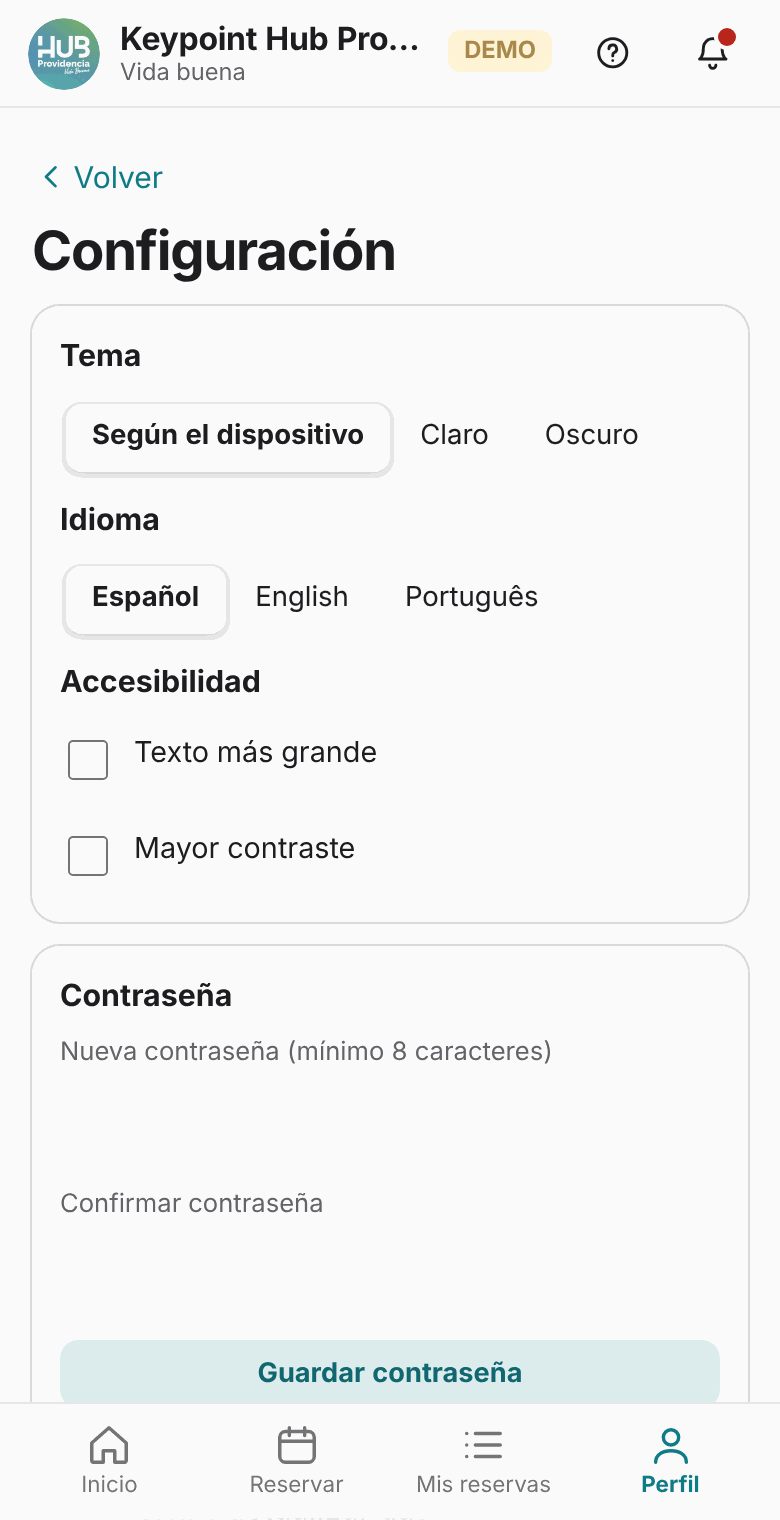 HUB
Providencia
Keypoint Hub Pro...
Vida buena
DEMO
Volver
Configuración
Tema
Según el dispositivo
Claro
Oscuro
Idioma
Español
English
Português
Accesibilidad
Texto más grande
Mayor contraste
Contraseña
Nueva contraseña (mínimo 8 caracteres)
Confirmar contraseña
Guardar contraseña
Inicio
Reservar
Mis reservas
Perfil